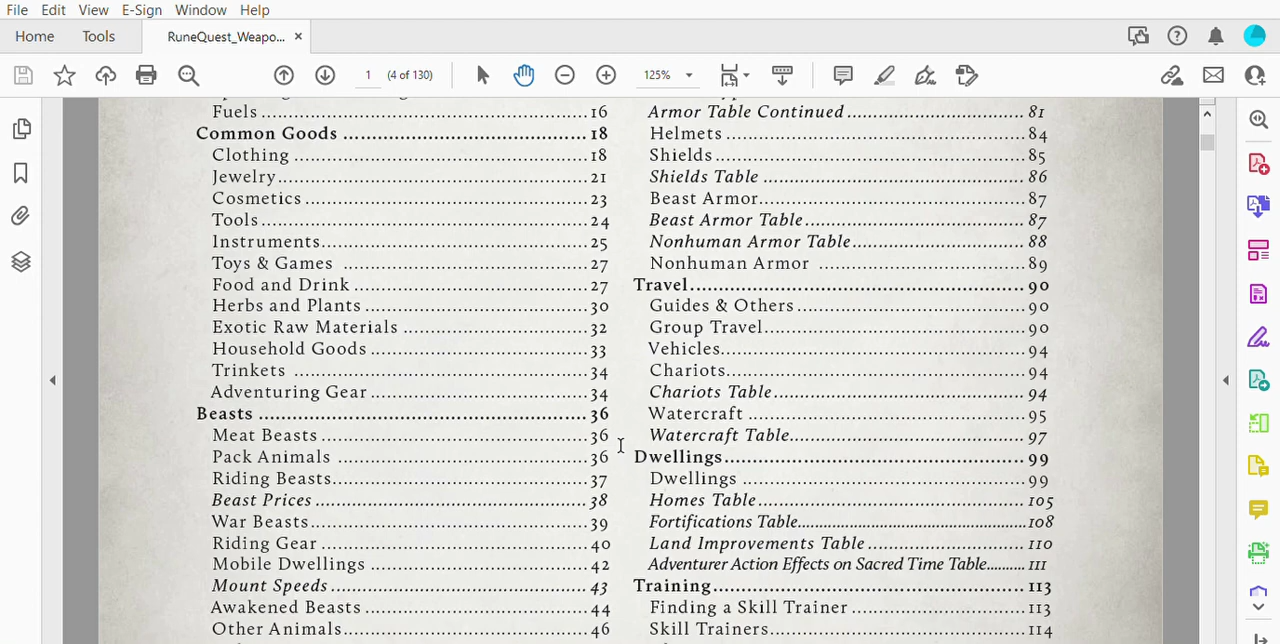 File Edit View E-Sign Window Help
Home Tools RuneQuest_Weapo... ×
1 (4 of 130) 125%
Fuels 16
Common Goods 18
Clothing 18
Jewelry 21
Cosmetics 23
Tools 24
Instruments 25
Toys & Games 27
Food and Drink 27
Herbs and Plants 30
Exotic Raw Materials 32
Household Goods 33
Trinkets 34
Adventuring Gear 34
Beasts 36
Meat Beasts 36
Pack Animals 36
Riding Beasts 37
Beast Prices 38
War Beasts 39
Riding Gear 40
Mobile Dwellings 42
Mount Speeds 43
Awakened Beasts 44
Other Animals 46
Armor Table Continued 81
Helmets 84
Shields 85
Shields Table 86
Beast Armor 87
Beast Armor Table 87
Nonhuman Armor Table 88
Nonhuman Armor 89
Travel 90
Guides & Others 90
Group Travel 90
Vehicles 94
Chariots 94
Chariots Table 94
Watercraft 95
Watercraft Table 97
Dwellings 99
Dwellings 99
Homes Table 105
Fortifications Table 108
Land Improvements Table 110
Adventurer Action Effects on Sacred Time Table 111
Training 113
Finding a Skill Trainer 113
Skill Trainers 114